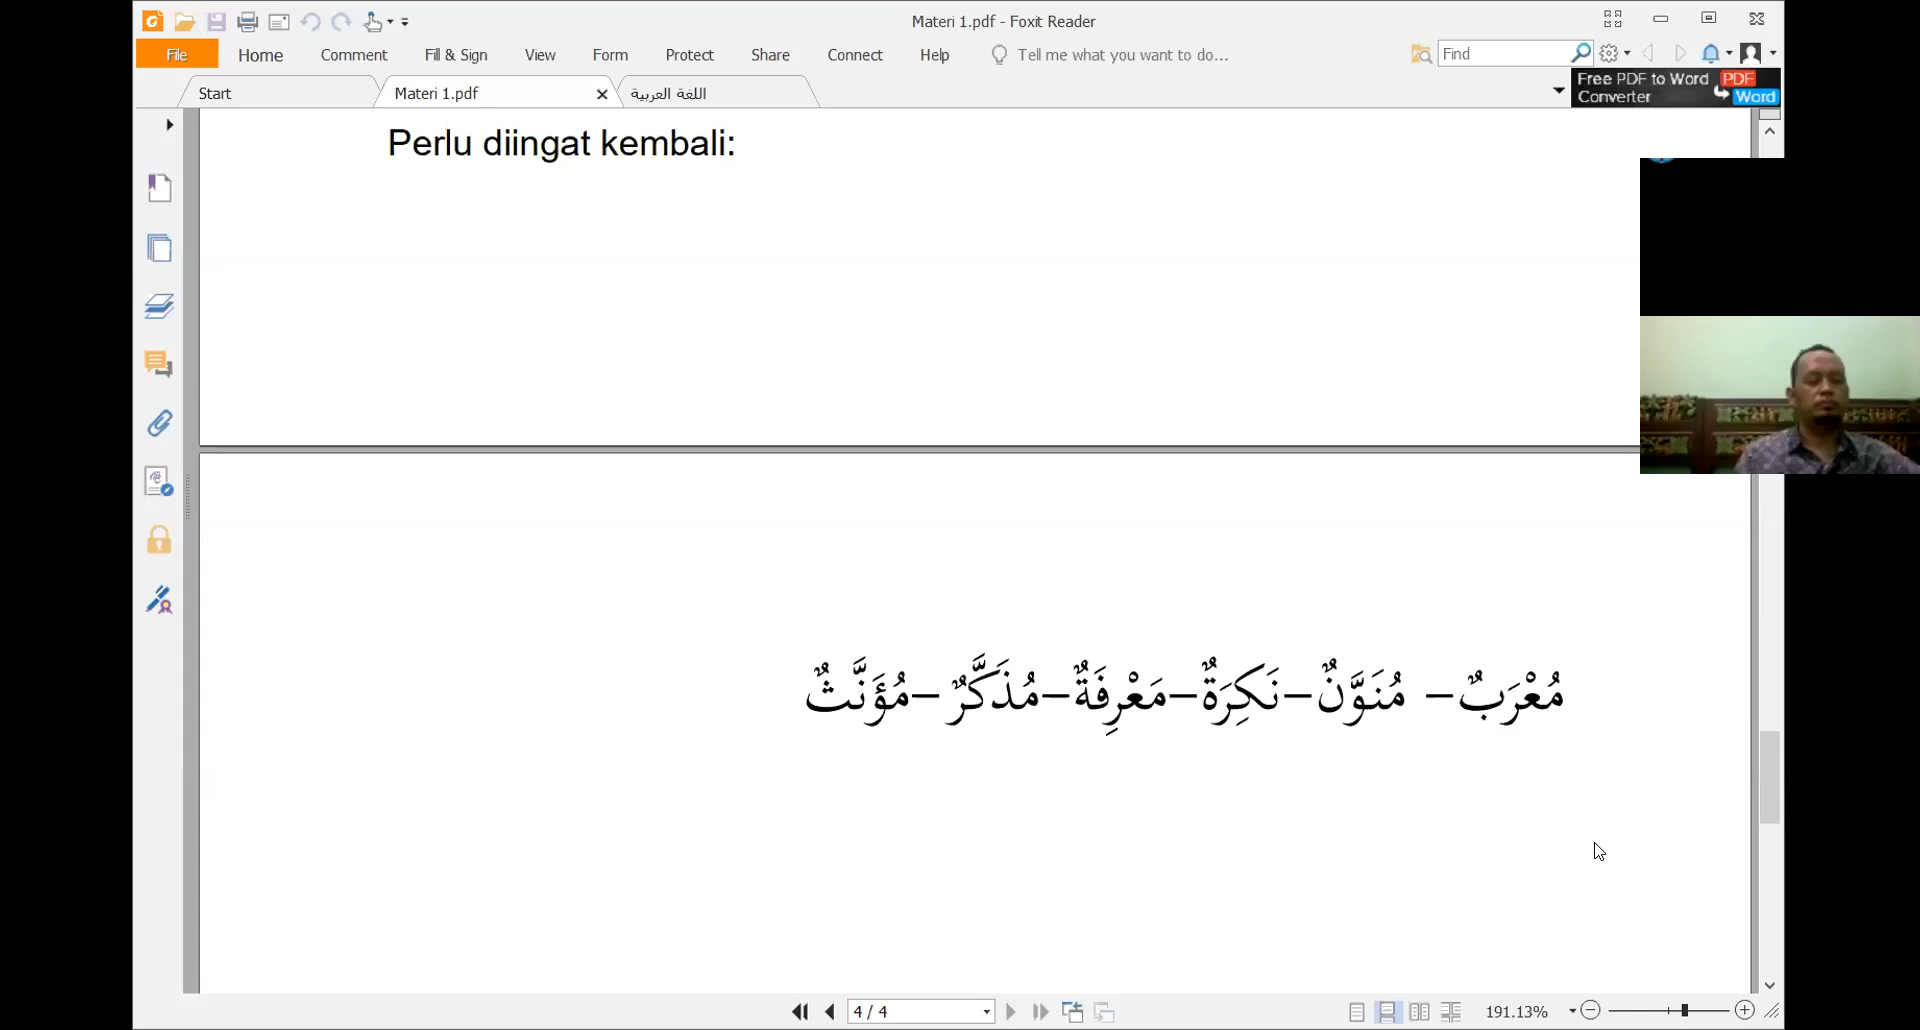 Materi 1.pdf - Foxit Reader
File Home Comment Fill & Sign View Form Protect Share Connect Help Tell me what you want to do... Find
Start Materi 1.pdf اللغة العربية
Free PDF to Word PDF
Converter Word
Perlu diingat kembali:
مُعْرَبٌ – مُنَوَّنٌ – نَكِرَةٌ – مَعْرِفَةٌ – مُذَكَّرٌ – مُؤَنَّثٌ
4 / 4 191.13%